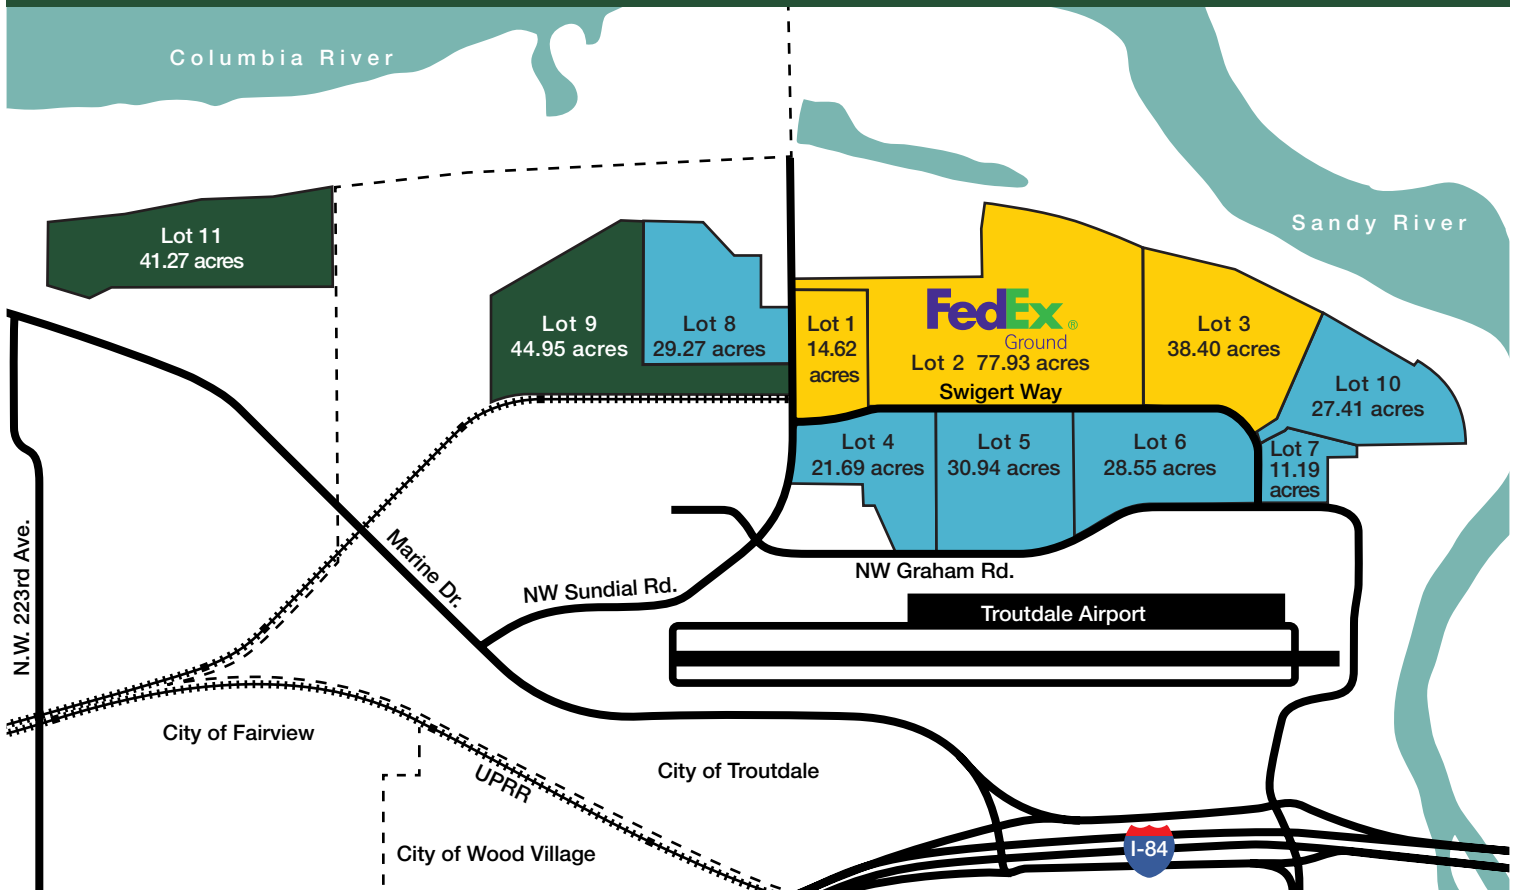 Columbia River
Sandy River
Lot 11
41.27 acres
Lot 9
44.95 acres
Lot 8
29.27 acres
Lot 1
14.62
acres
FedEx®
Ground
Lot 2 77.93 acres
Swigert Way
Lot 3
38.40 acres
Lot 10
27.41 acres
Lot 4
21.69 acres
Lot 5
30.94 acres
Lot 6
28.55 acres
Lot 7
11.19
acres
N.W. 223rd Ave.
Marine Dr.
NW Sundial Rd.
NW Graham Rd.
Troutdale Airport
City of Fairview
UPRR
City of Troutdale
City of Wood Village
I-84